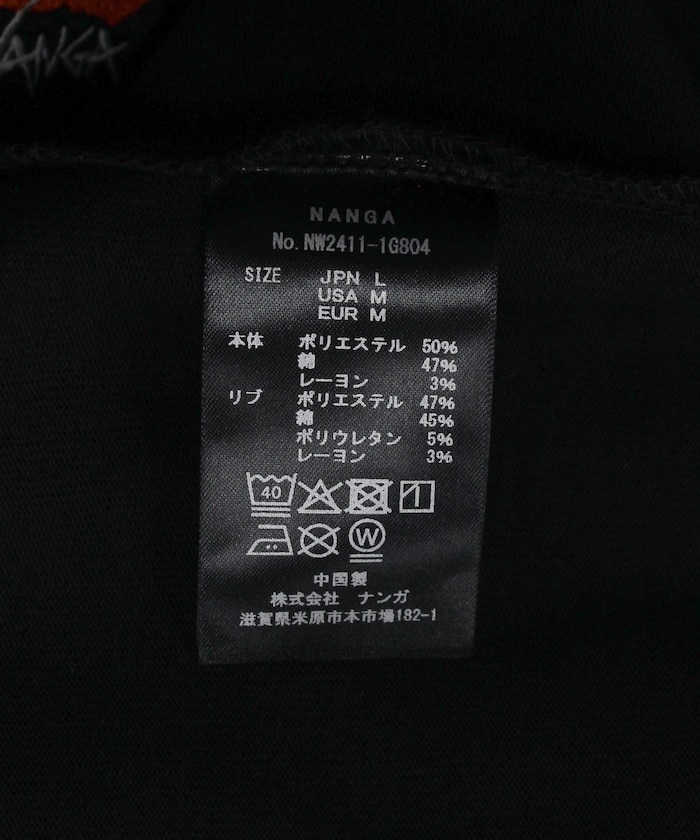 NANGA
NANGA
No. NW2411-1G804
SIZE JPN L
USA M
EUR M
本体 ポリエステル 50%
綿 47%
レーヨン 3%
リブ ポリエステル 47%
綿 45%
ポリウレタン 5%
レーヨン 3%
40
W
中国製
株式会社 ナンガ
滋賀県米原市本市場182-1